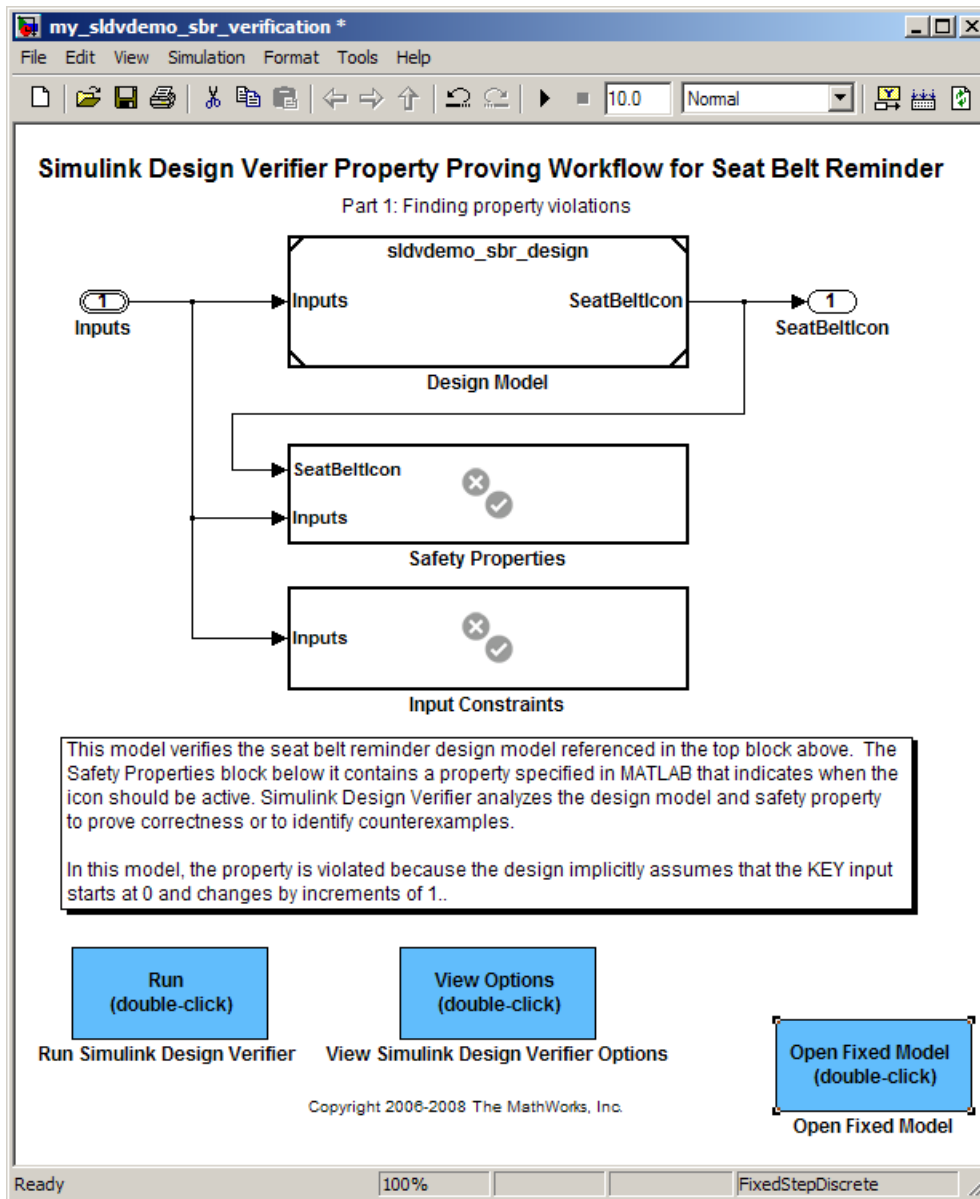 my_sldvdemo_sbr_verification *
File Edit View Simulation Format Tools Help
10.0 Normal
Simulink Design Verifier Property Proving Workflow for Seat Belt Reminder
Part 1: Finding property violations
sldvdemo_sbr_design
1
Inputs
Inputs
SeatBeltIcon
1
SeatBeltIcon
Design Model
SeatBeltIcon
Inputs
Safety Properties
Inputs
Input Constraints
This model verifies the seat belt reminder design model referenced in the top block above. The
Safety Properties block below it contains a property specified in MATLAB that indicates when the
icon should be active. Simulink Design Verifier analyzes the design model and safety property
to prove correctness or to identify counterexamples.
In this model, the property is violated because the design implicitly assumes that the KEY input
starts at 0 and changes by increments of 1..
Run
(double-click)
Run Simulink Design Verifier
View Options
(double-click)
View Simulink Design Verifier Options
Open Fixed Model
(double-click)
Open Fixed Model
Copyright 2006-2008 The MathWorks, Inc.
Ready 100% FixedStepDiscrete